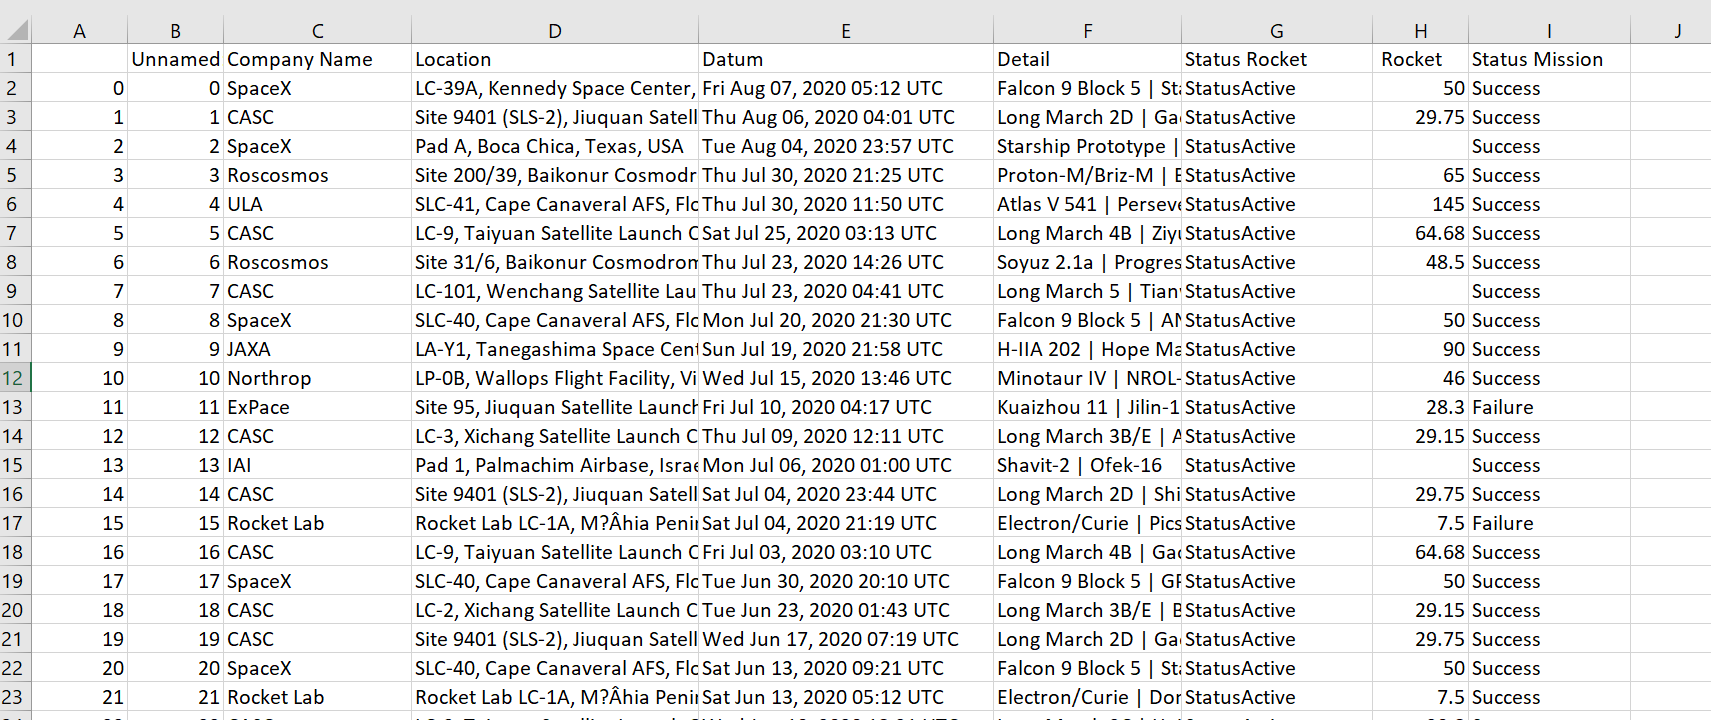 A B C D E F G H I J
1 Unnamed Company Name Location Datum Detail Status Rocket Rocket Status Mission
2 0 0 SpaceX LC-39A, Kennedy Space Center, Fri Aug 07, 2020 05:12 UTC Falcon 9 Block 5 | Sta StatusActive 50 Success
3 1 1 CASC Site 9401 (SLS-2), Jiuquan Satell Thu Aug 06, 2020 04:01 UTC Long March 2D | Gao StatusActive 29.75 Success
4 2 2 SpaceX Pad A, Boca Chica, Texas, USA Tue Aug 04, 2020 23:57 UTC Starship Prototype | StatusActive Success
5 3 3 Roscosmos Site 200/39, Baikonur Cosmodr Thu Jul 30, 2020 21:25 UTC Proton-M/Briz-M | E StatusActive 65 Success
6 4 4 ULA SLC-41, Cape Canaveral AFS, Flo Thu Jul 30, 2020 11:50 UTC Atlas V 541 | Perseve StatusActive 145 Success
7 5 5 CASC LC-9, Taiyuan Satellite Launch C Sat Jul 25, 2020 03:13 UTC Long March 4B | Ziyu StatusActive 64.68 Success
8 6 6 Roscosmos Site 31/6, Baikonur Cosmodrom Thu Jul 23, 2020 14:26 UTC Soyuz 2.1a | Progres StatusActive 48.5 Success
9 7 7 CASC LC-101, Wenchang Satellite Lau Thu Jul 23, 2020 04:41 UTC Long March 5 | Tianw StatusActive Success
10 8 8 SpaceX SLC-40, Cape Canaveral AFS, Flo Mon Jul 20, 2020 21:30 UTC Falcon 9 Block 5 | AN StatusActive 50 Success
11 9 9 JAXA LA-Y1, Tanegashima Space Cent Sun Jul 19, 2020 21:58 UTC H-IIA 202 | Hope Ma StatusActive 90 Success
12 10 10 Northrop LP-0B, Wallops Flight Facility, Vi Wed Jul 15, 2020 13:46 UTC Minotaur IV | NROL- StatusActive 46 Success
13 11 11 ExPace Site 95, Jiuquan Satellite Launch Fri Jul 10, 2020 04:17 UTC Kuaizhou 11 | Jilin-1 StatusActive 28.3 Failure
14 12 12 CASC LC-3, Xichang Satellite Launch C Thu Jul 09, 2020 12:11 UTC Long March 3B/E | A StatusActive 29.15 Success
15 13 13 IAI Pad 1, Palmachim Airbase, Israe Mon Jul 06, 2020 01:00 UTC Shavit-2 | Ofek-16 StatusActive Success
16 14 14 CASC Site 9401 (SLS-2), Jiuquan Satell Sat Jul 04, 2020 23:44 UTC Long March 2D | Shi StatusActive 29.75 Success
17 15 15 Rocket Lab Rocket Lab LC-1A, M?Âhia Penin Sat Jul 04, 2020 21:19 UTC Electron/Curie | Pics StatusActive 7.5 Failure
18 16 16 CASC LC-9, Taiyuan Satellite Launch C Fri Jul 03, 2020 03:10 UTC Long March 4B | Gao StatusActive 64.68 Success
19 17 17 SpaceX SLC-40, Cape Canaveral AFS, Flo Tue Jun 30, 2020 20:10 UTC Falcon 9 Block 5 | GP StatusActive 50 Success
20 18 18 CASC LC-2, Xichang Satellite Launch C Tue Jun 23, 2020 01:43 UTC Long March 3B/E | B StatusActive 29.15 Success
21 19 19 CASC Site 9401 (SLS-2), Jiuquan Satell Wed Jun 17, 2020 07:19 UTC Long March 2D | Gao StatusActive 29.75 Success
22 20 20 SpaceX SLC-40, Cape Canaveral AFS, Flo Sat Jun 13, 2020 09:21 UTC Falcon 9 Block 5 | Sta StatusActive 50 Success
23 21 21 Rocket Lab Rocket Lab LC-1A, M?Âhia Penin Sat Jun 13, 2020 05:12 UTC Electron/Curie | Don StatusActive 7.5 Success